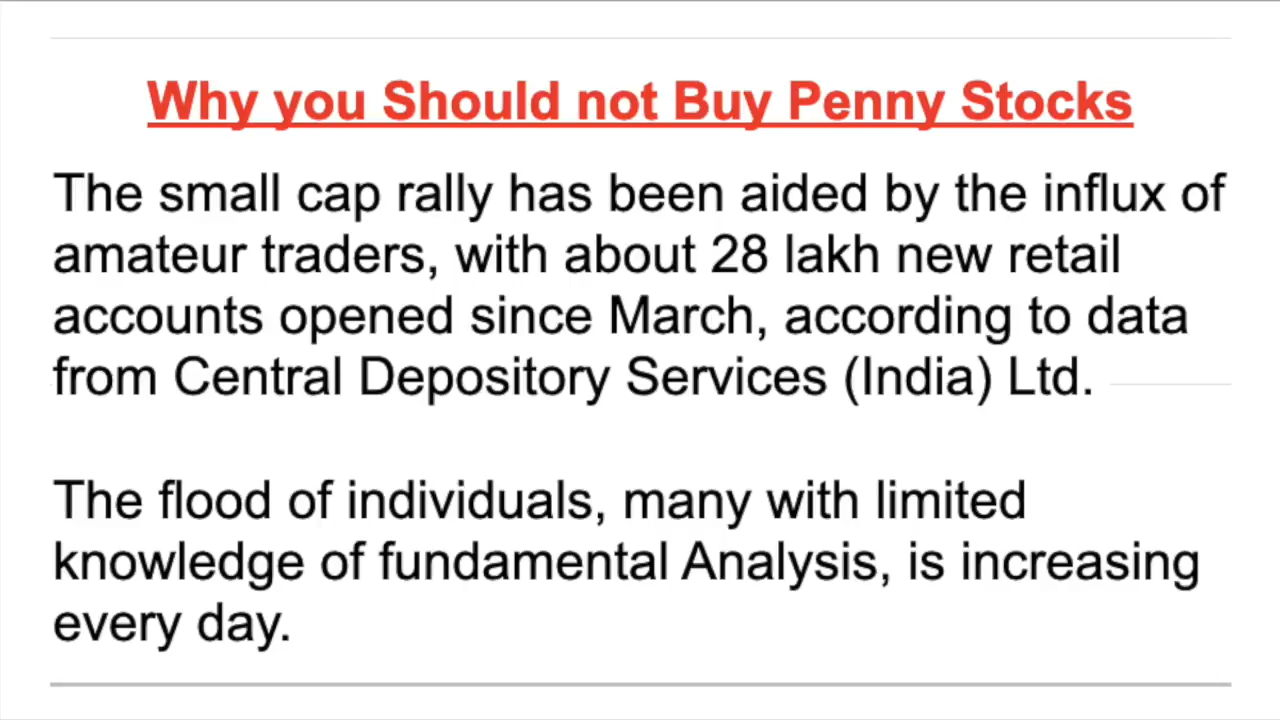 Why you Should not Buy Penny Stocks
The small cap rally has been aided by the influx of
amateur traders, with about 28 lakh new retail
accounts opened since March, according to data
from Central Depository Services (India) Ltd.
The flood of individuals, many with limited
knowledge of fundamental Analysis, is increasing
every day.